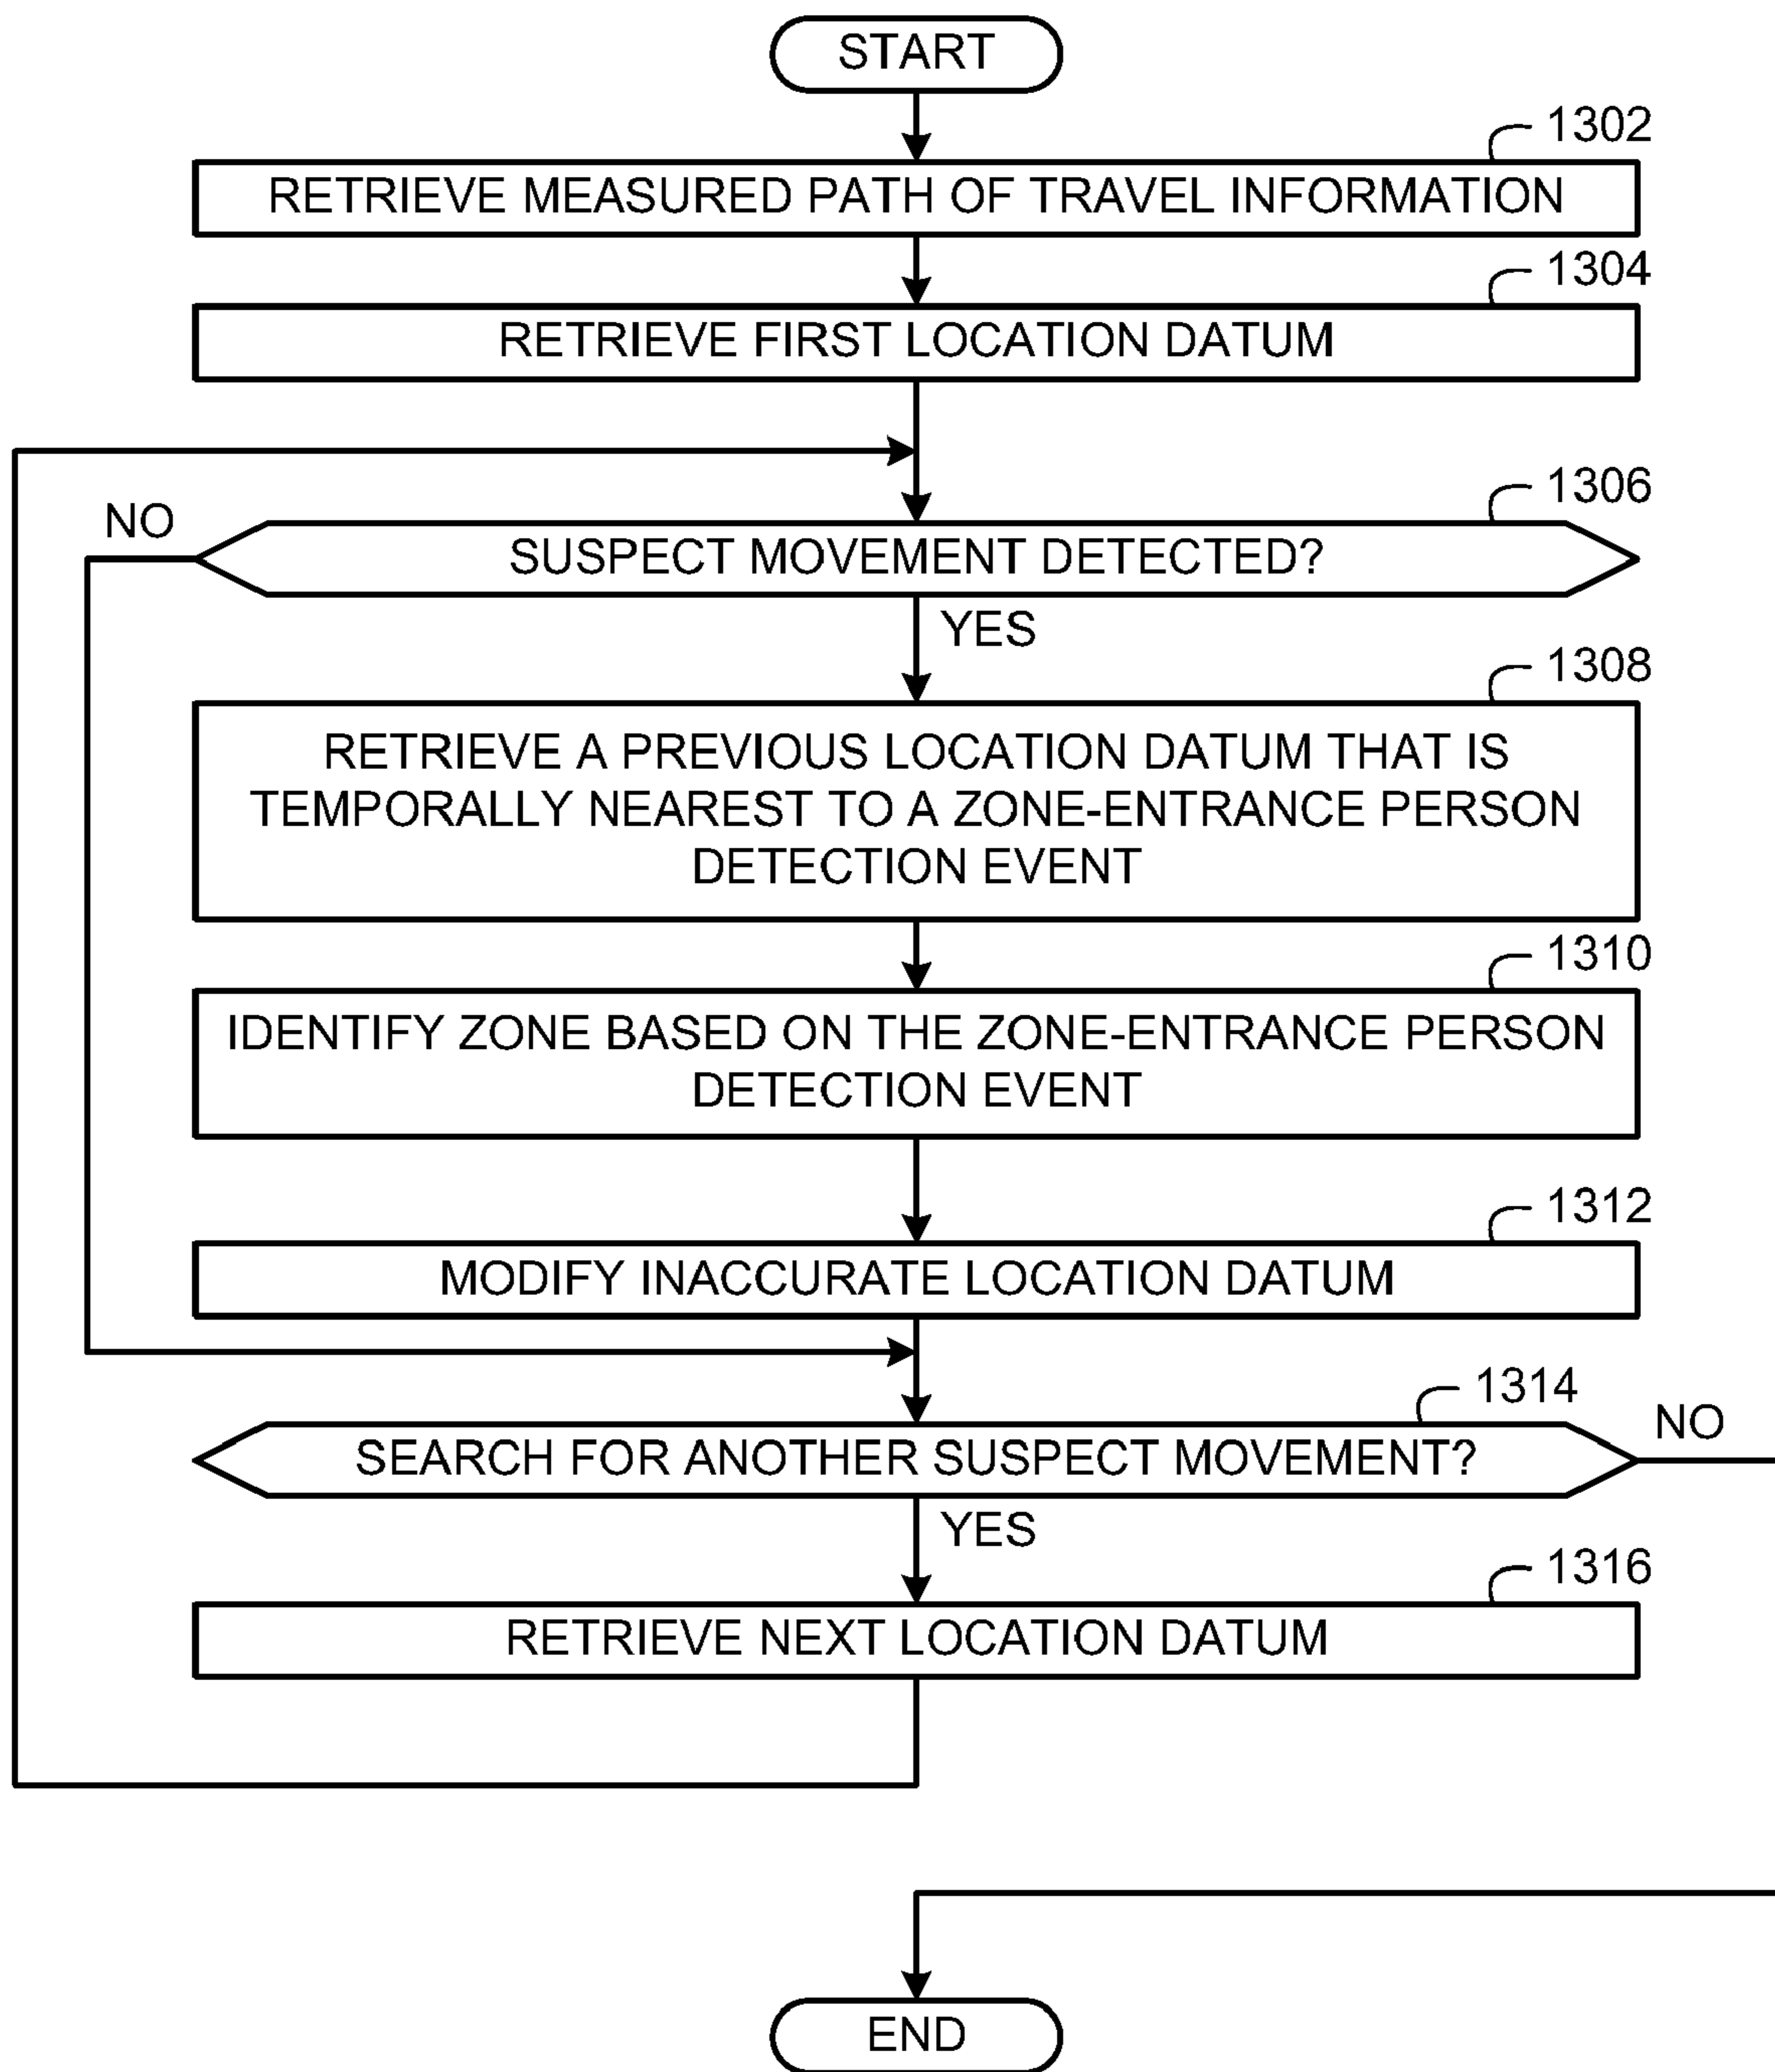 START
1302
RETRIEVE MEASURED PATH OF TRAVEL INFORMATION
1304
RETRIEVE FIRST LOCATION DATUM
1306
NO
SUSPECT MOVEMENT DETECTED?
YES
1308
RETRIEVE A PREVIOUS LOCATION DATUM THAT IS
TEMPORALLY NEAREST TO A ZONE-ENTRANCE PERSON
DETECTION EVENT
1310
IDENTIFY ZONE BASED ON THE ZONE-ENTRANCE PERSON
DETECTION EVENT
1312
MODIFY INACCURATE LOCATION DATUM
1314
NO
SEARCH FOR ANOTHER SUSPECT MOVEMENT?
YES
1316
RETRIEVE NEXT LOCATION DATUM
END